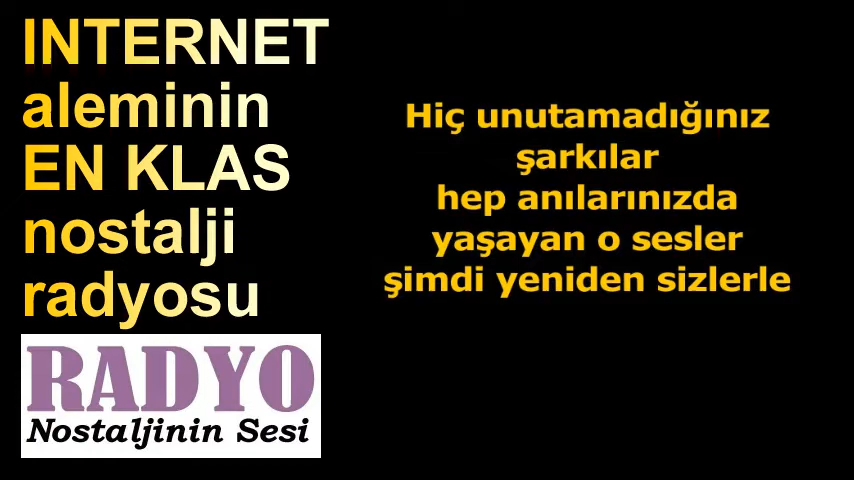 INTERNET
aleminin
EN KLAS
nostalji
radyosu
RADYO
Nostaljinin Sesi
Hiç unutamadığınız
şarkılar
hep anılarınızda
yaşayan o sesler
şimdi yeniden sizlerle